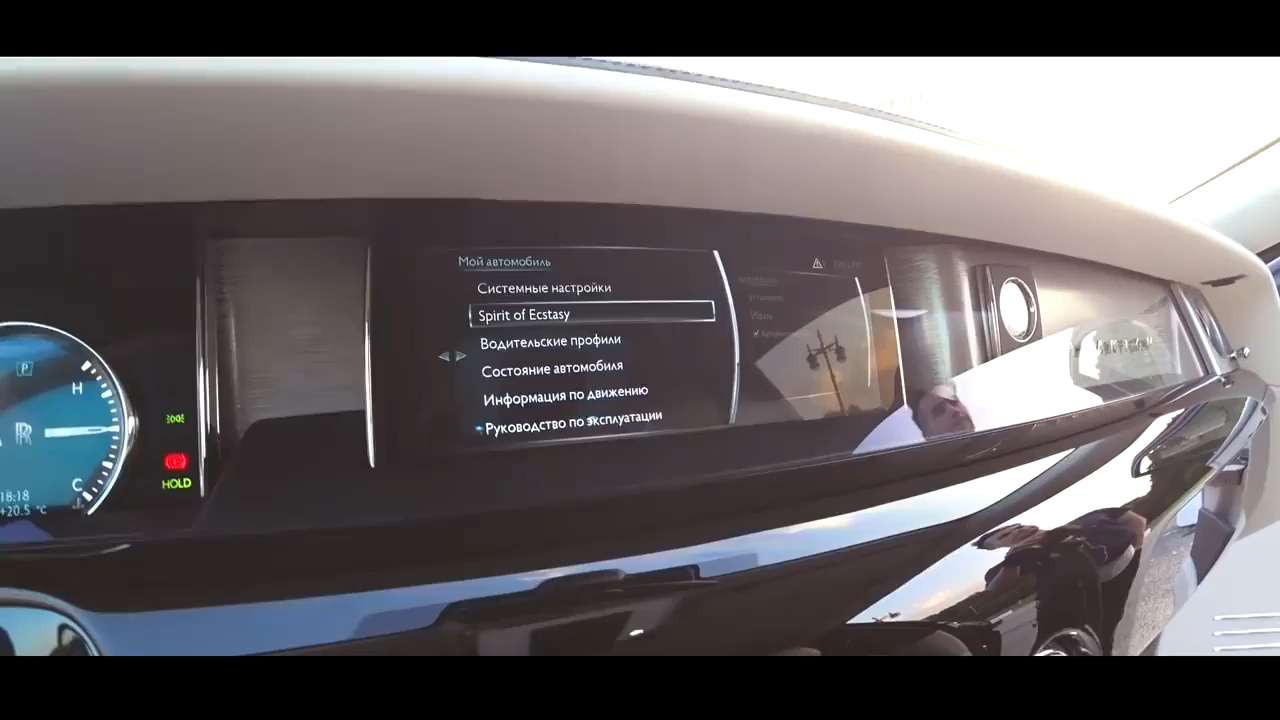 Мой автомобиль
Системные настройки
Spirit of Ecstasy
Водительские профили
Состояние автомобиля
Информация по движению
Руководство по эксплуатации
P
H
RR
C
18:18
+20.5 °C
HOLD